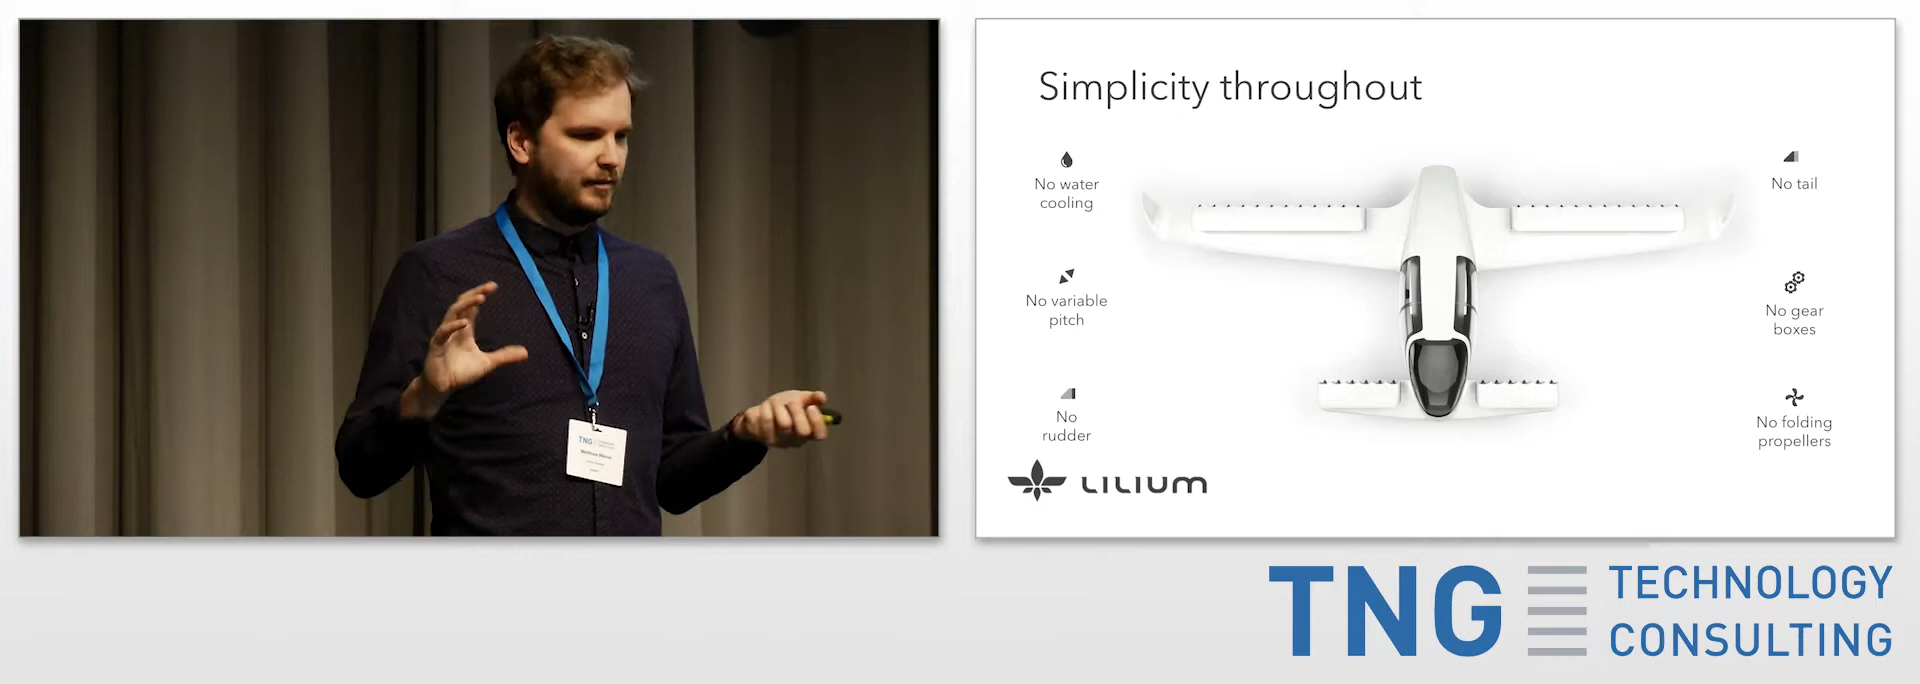 TNG
Simplicity throughout
No water
cooling
No tail
No variable
pitch
No gear
boxes
No
rudder
No folding
propellers
LILIUM
TNG TECHNOLOGY
CONSULTING